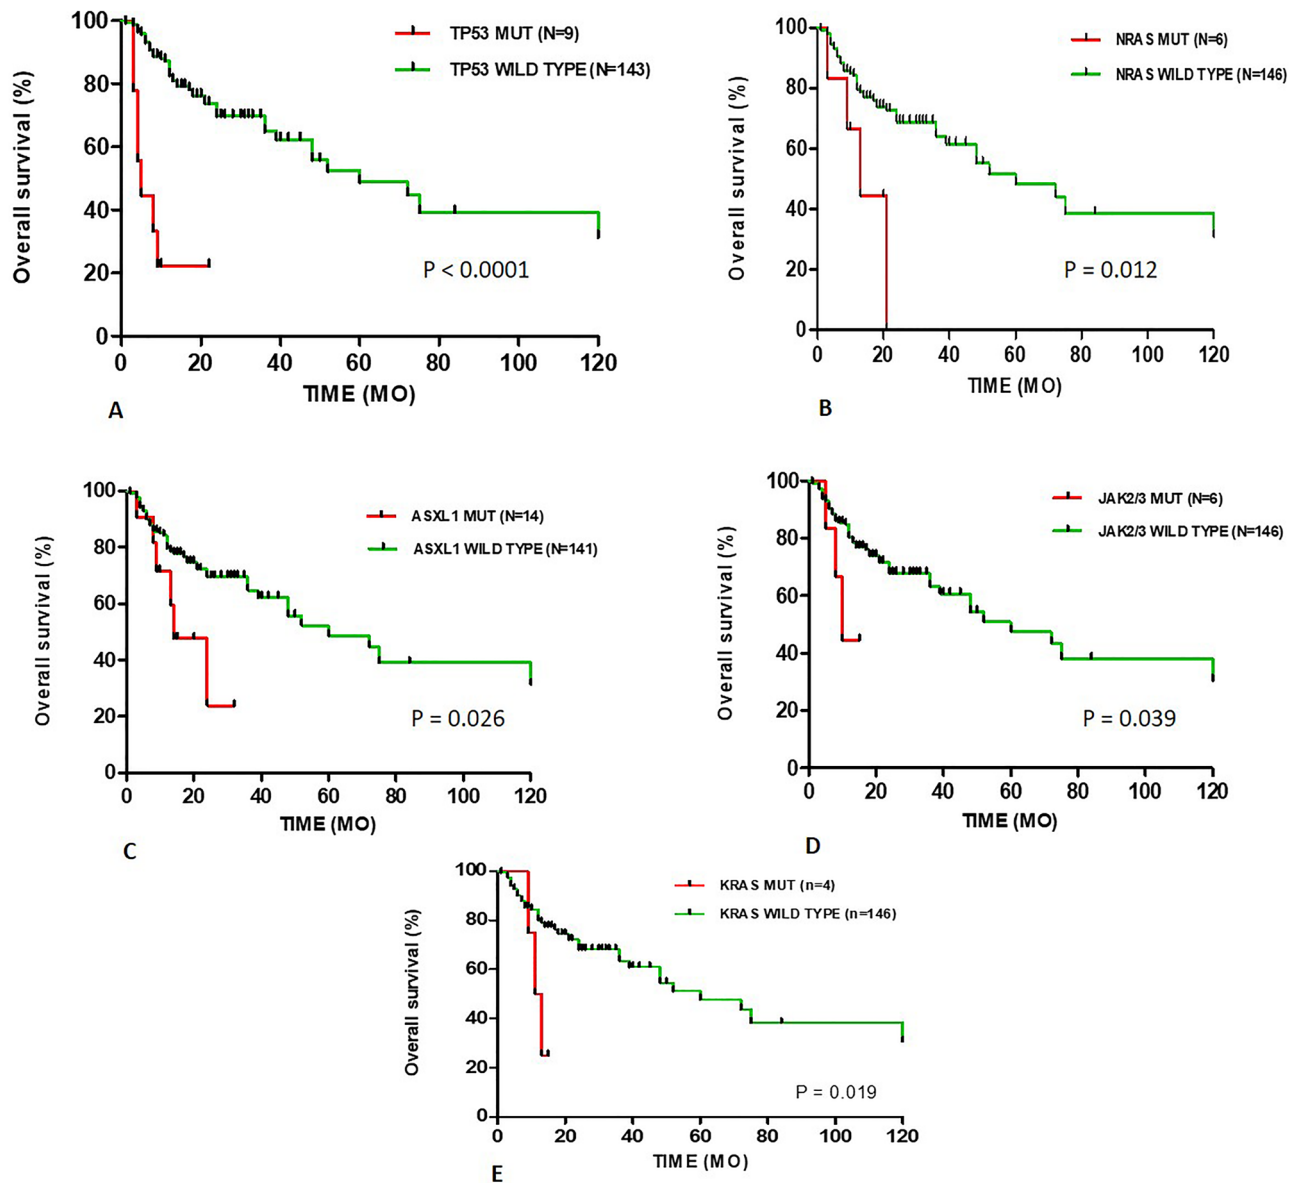 TP53 MUT (N=9)
TP53 WILD TYPE (N=143)
Overall survival (%)
100
80
60
40
20
0
P < 0.0001
0 20 40 60 80 100 120
TIME (MO)
A
NRAS MUT (N=6)
NRAS WILD TYPE (N=146)
Overall survival (%)
100
80
60
40
20
0
P = 0.012
0 20 40 60 80 100 120
TIME (MO)
B
ASXL1 MUT (N=14)
ASXL1 WILD TYPE (N=141)
Overall survival (%)
100
80
60
40
20
0
P = 0.026
0 20 40 60 80 100 120
TIME (MO)
C
JAK2/3 MUT (N=6)
JAK2/3 WILD TYPE (N=146)
Overall survival (%)
100
80
60
40
20
0
P = 0.039
0 20 40 60 80 100 120
TIME (MO)
D
KRAS MUT (n=4)
KRAS WILD TYPE (n=146)
Overall survival (%)
100
80
60
40
20
0
P = 0.019
0 20 40 60 80 100 120
TIME (MO)
E